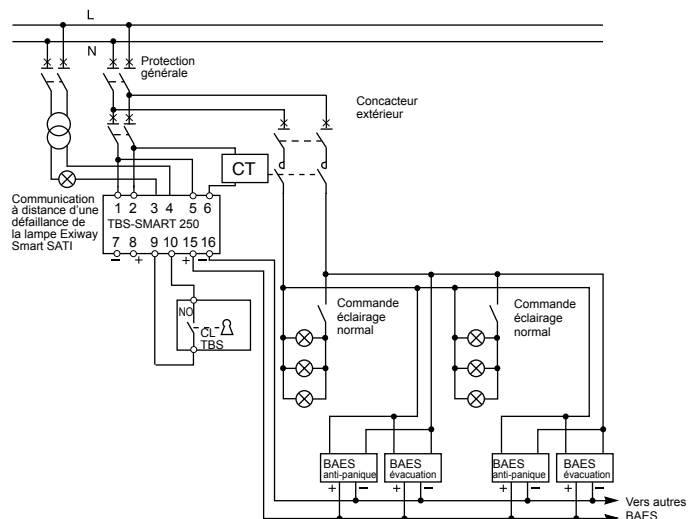 L
N
Protection
générale
Concacteur
extérieur
CT
Communication
à distance d'une
défaillance de
la lampe Exiway
Smart SATI
1 2 3 4 5 6
TBS-SMART 250
7 8 9 10 15 16
– + + –
NO
CL
TBS
Commande
éclairage
normal
Commande
éclairage
normal
BAES
anti-panique
BAES
évacuation
BAES
anti-panique
BAES
évacuation
+ – + – + – + –
Vers autres
BAES